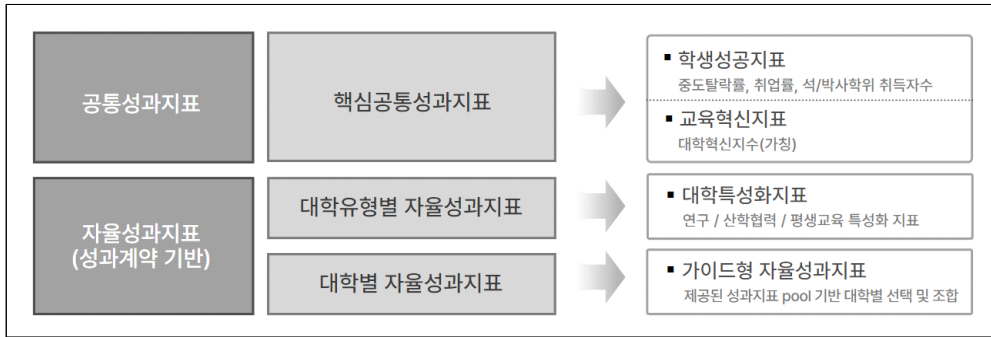 공통성과지표
핵심공통성과지표
▪ 학생성공지표
중도탈락률, 취업률, 석/박사학위 취득자수
▪ 교육혁신지표
대학혁신지수(가칭)
자율성과지표
(성과계약 기반)
대학유형별 자율성과지표
▪ 대학특성화지표
연구 / 산학협력 / 평생교육 특성화 지표
대학별 자율성과지표
▪ 가이드형 자율성과지표
제공된 성과지표 pool 기반 대학별 선택 및 조합